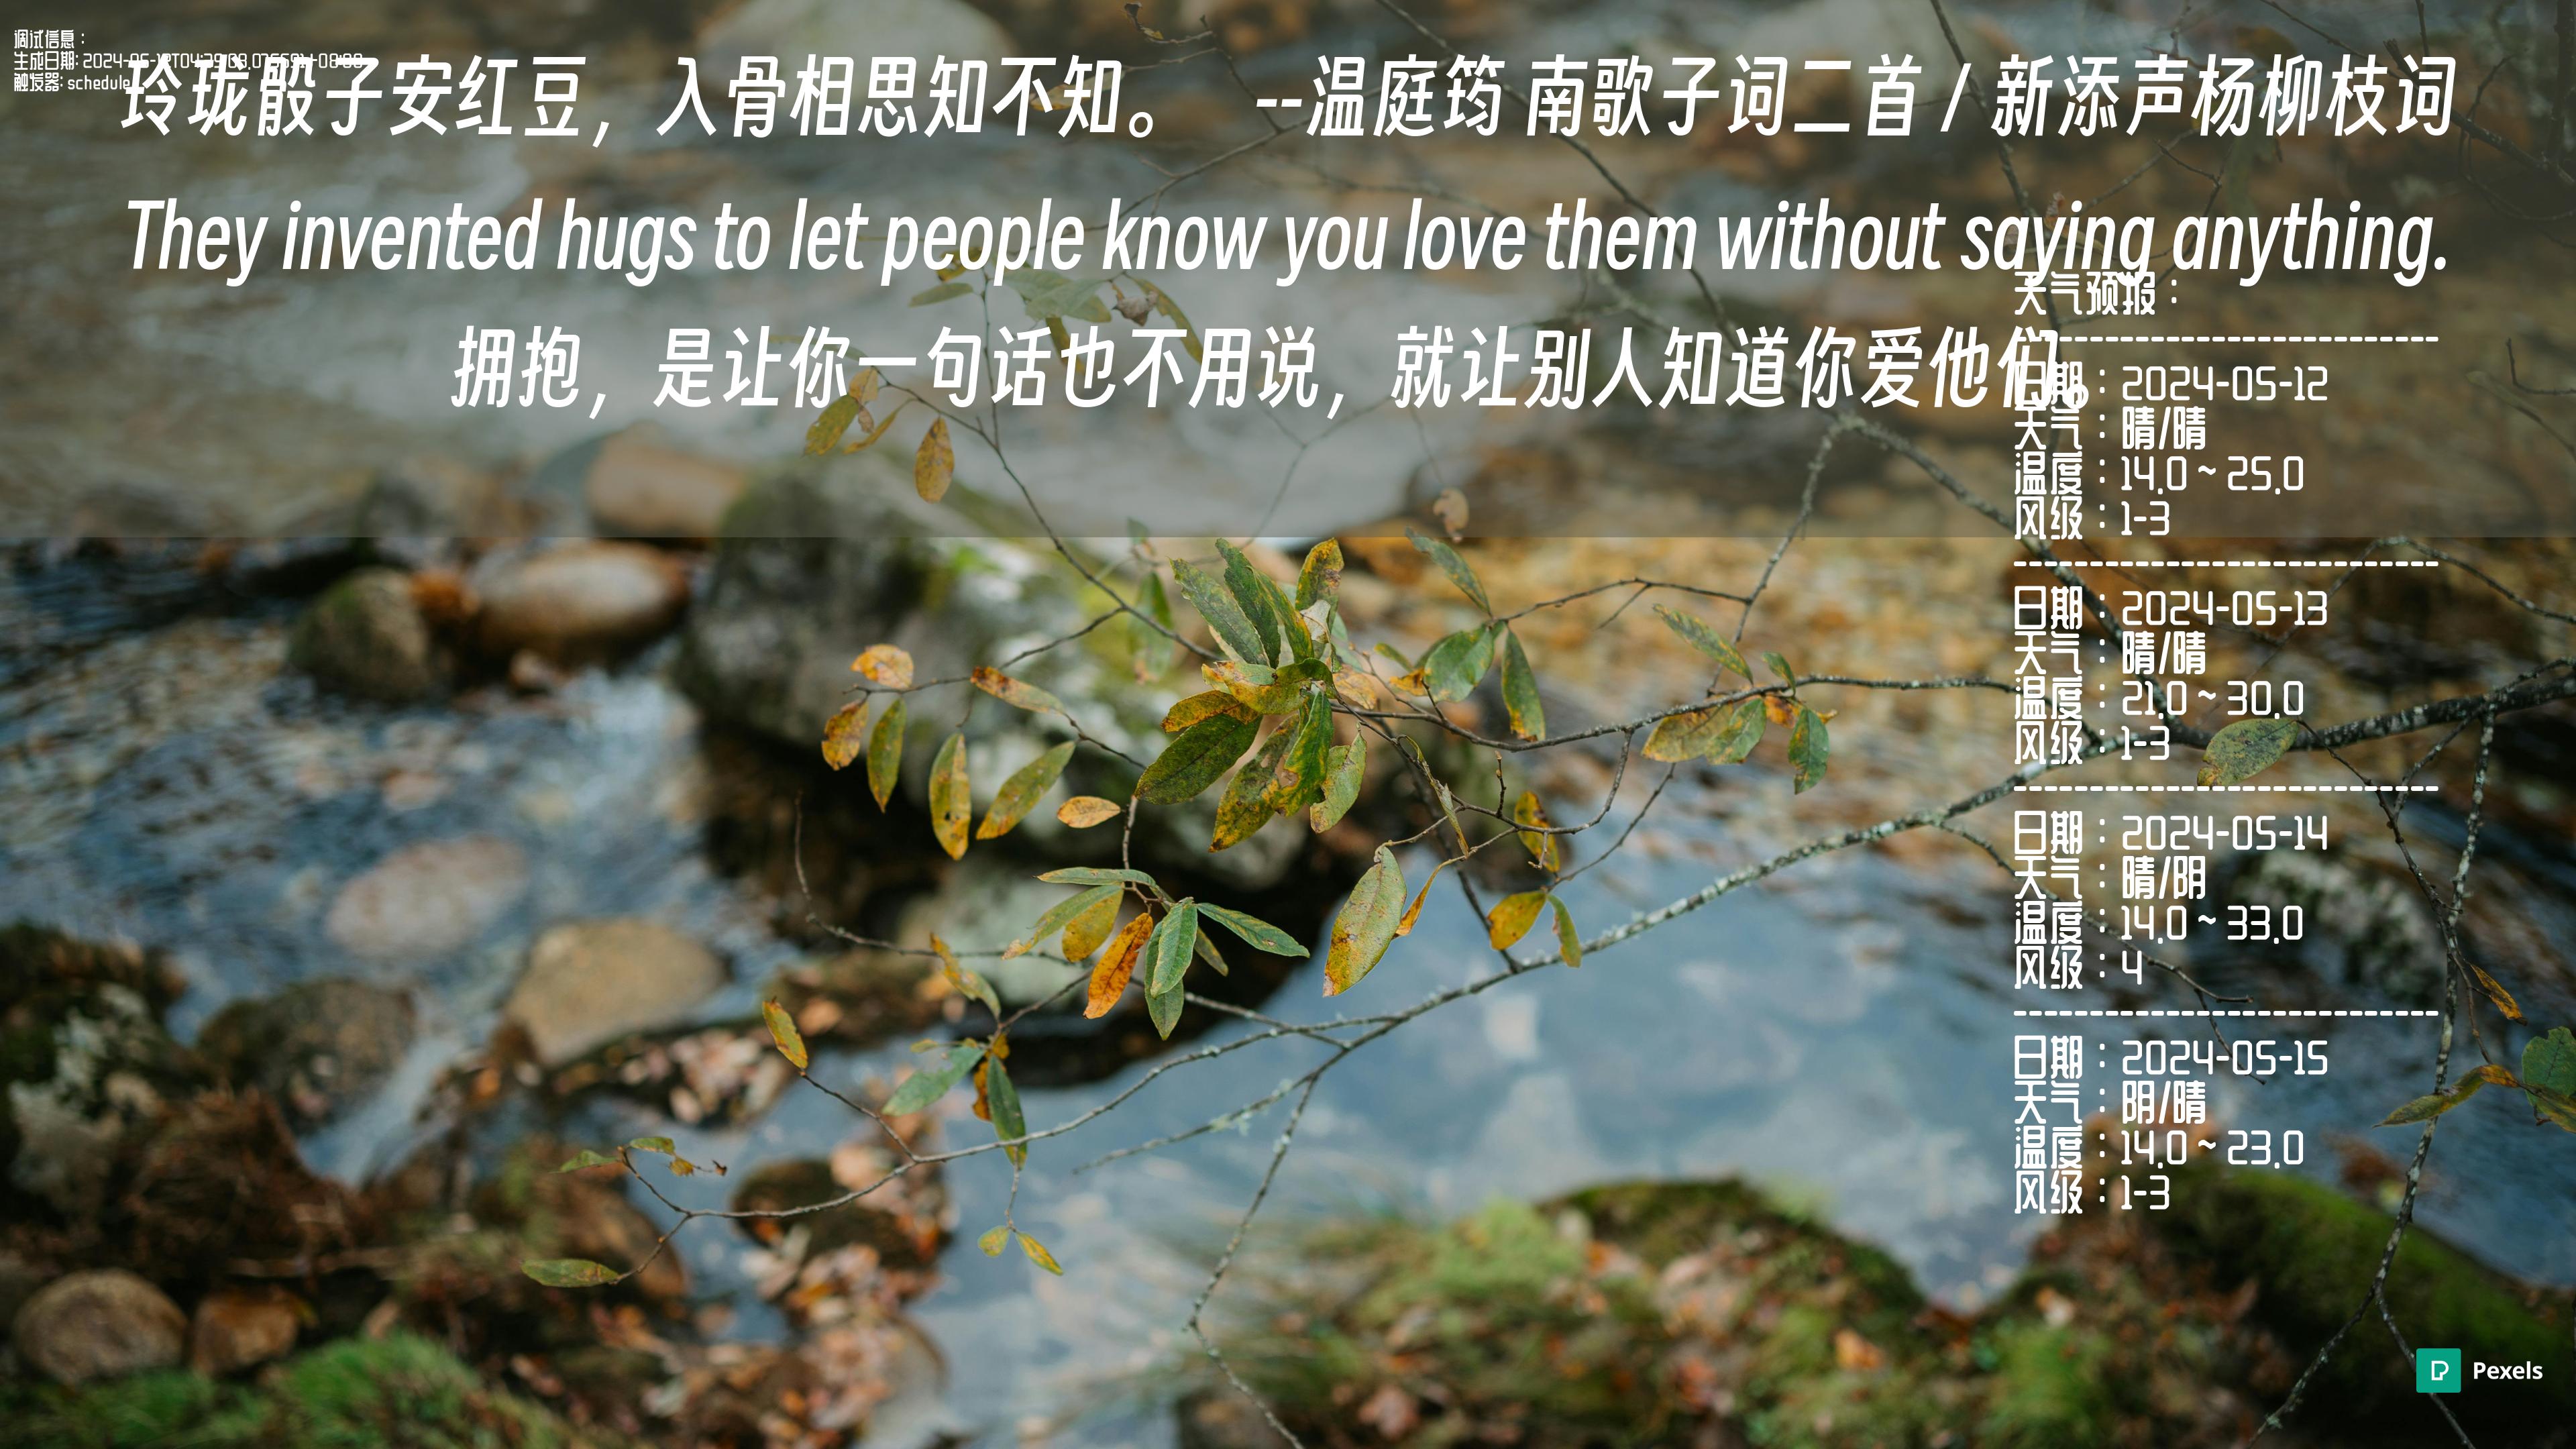 调试信息：
生成日期: 2024-05-12T04:39:08
触发器: schedule
玲珑骰子安红豆，入骨相思知不知。 --温庭筠 南歌子词二首 / 新添声杨柳枝词
They invented hugs to let people know you love them without saying anything.
拥抱，是让你一句话也不用说，就让别人知道你爱他们。
天气预报：
------------------------------
日期：2024-05-12
天气：晴/晴
温度：14.0 ~ 25.0
风级：1-3
------------------------------
日期：2024-05-13
天气：晴/晴
温度：21.0 ~ 30.0
风级：1-3
------------------------------
日期：2024-05-14
天气：晴/阴
温度：14.0 ~ 33.0
风级：4
------------------------------
日期：2024-05-15
天气：阴/晴
温度：14.0 ~ 23.0
风级：1-3
Pexels